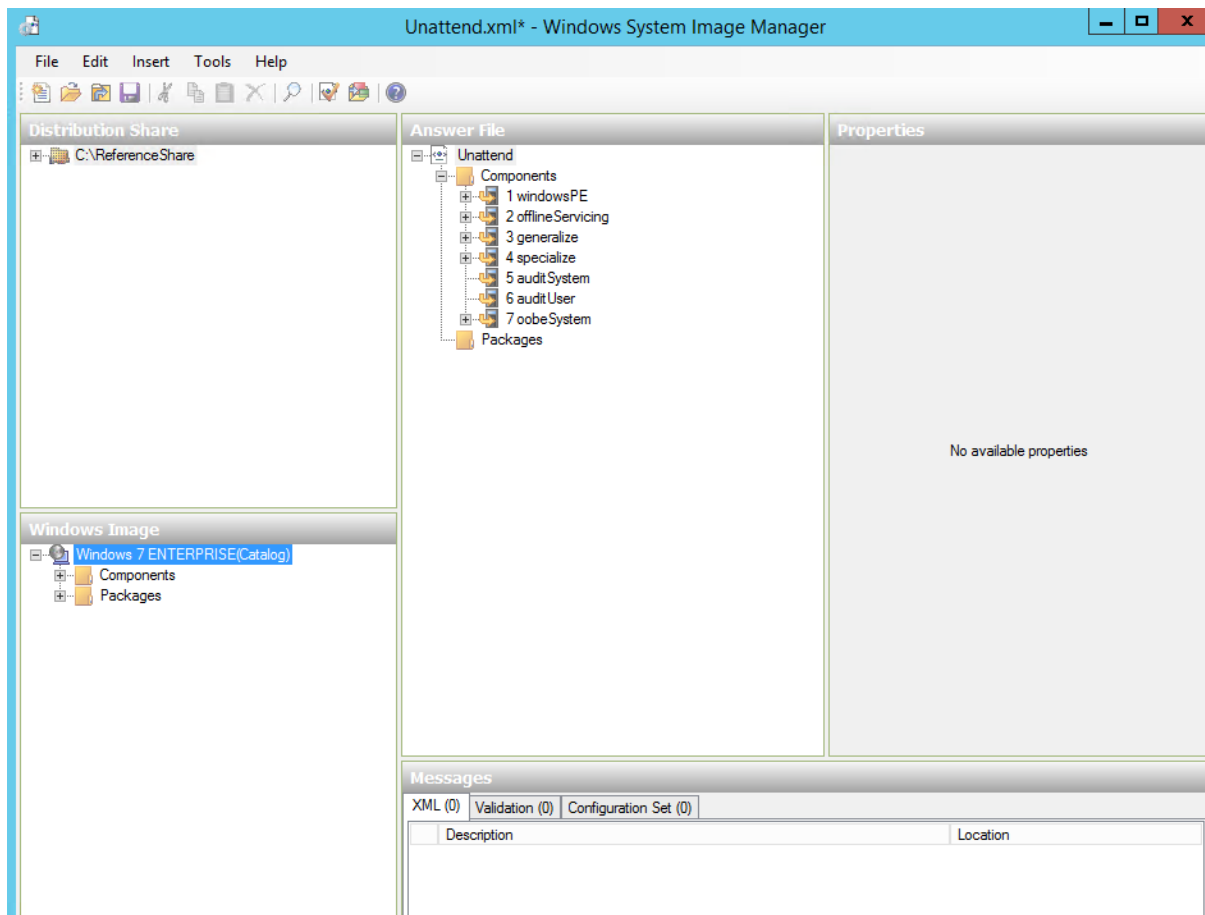 Unattend.xml* - Windows System Image Manager
File Edit Insert Tools Help
Distribution Share
C:\ReferenceShare
Answer File
Unattend
Components
1 windowsPE
2 offlineServicing
3 generalize
4 specialize
5 auditSystem
6 auditUser
7 oobeSystem
Packages
Properties
No available properties
Windows Image
Windows 7 ENTERPRISE(Catalog)
Components
Packages
Messages
XML (0) Validation (0) Configuration Set (0)
Description Location